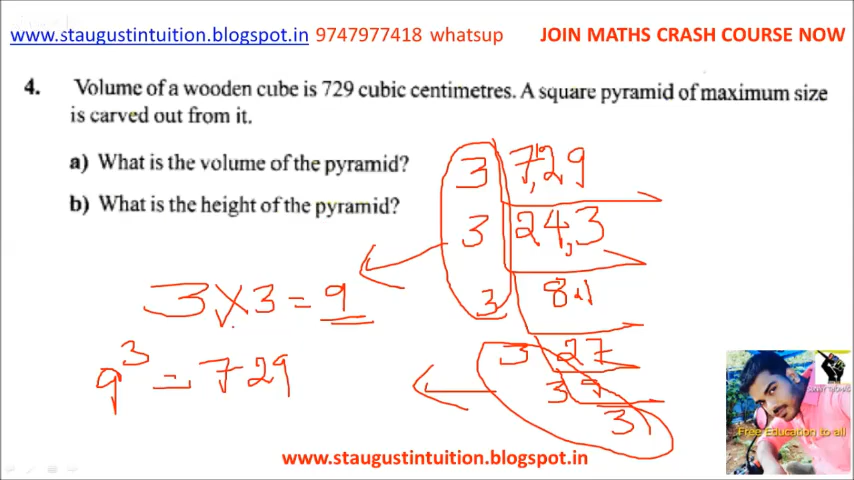 www.staugustintuition.blogspot.in 9747977418 whatsup JOIN MATHS CRASH COURSE NOW
4. Volume of a wooden cube is 729 cubic centimetres. A square pyramid of maximum size
is carved out from it.
a) What is the volume of the pyramid?
b) What is the height of the pyramid?
3 729
3 24,3
3 81
3 27
3 9
3
3 × 3 = 9
9³ = 729
Free Education to all
www.staugustintuition.blogspot.in